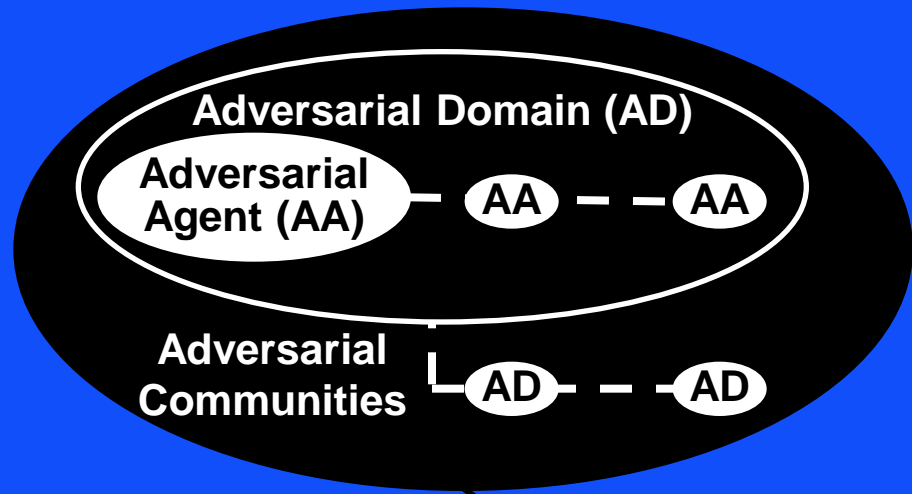 Adversarial Domain (AD)
Adversarial
Agent (AA)
AA
AA
Adversarial
Communities
AD
AD